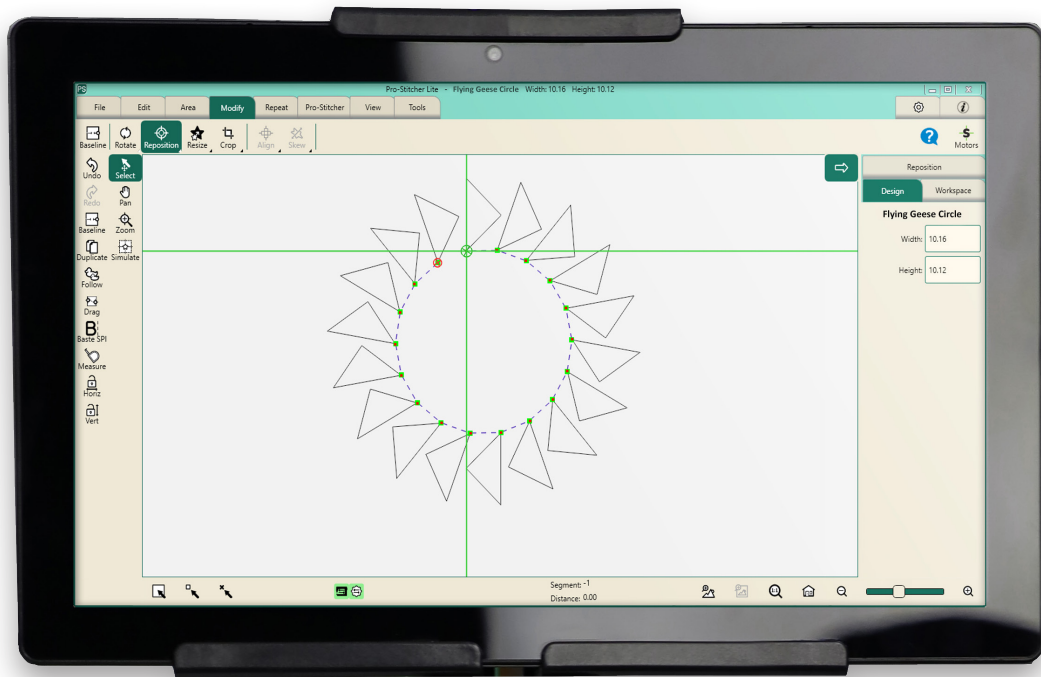 PS
Pro-Stitcher Lite - Flying Geese Circle Width: 10.16 Height: 10.12
File Edit Area Modify Repeat Pro-Stitcher View Tools
Baseline Rotate Reposition Resize Crop Align Skew
? S Motors
Undo Select
Redo Pan
Baseline Zoom
Duplicate Simulate
Follow
Drag
B
Baste SPI
Measure
Horiz
Vert
Reposition
Design Workspace
Flying Geese Circle
Width: 10.16
Height: 10.12
Segment: -1
Distance: 0.00
1:1